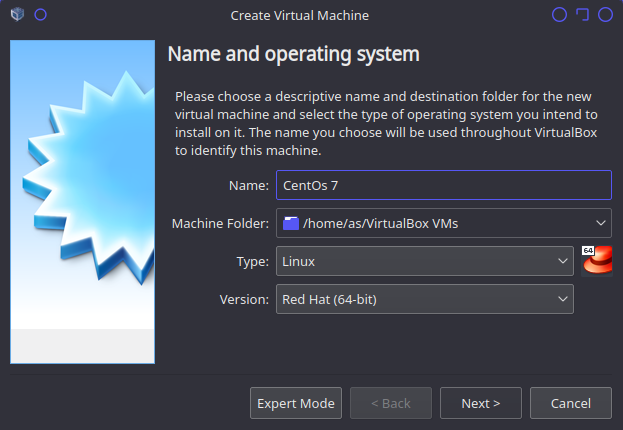 Create Virtual Machine
Name and operating system
Please choose a descriptive name and destination folder for the new
virtual machine and select the type of operating system you intend to
install on it. The name you choose will be used throughout VirtualBox
to identify this machine.
Name: CentOs 7
Machine Folder: /home/as/VirtualBox VMs
Type: Linux
64
Version: Red Hat (64-bit)
Expert Mode < Back Next > Cancel